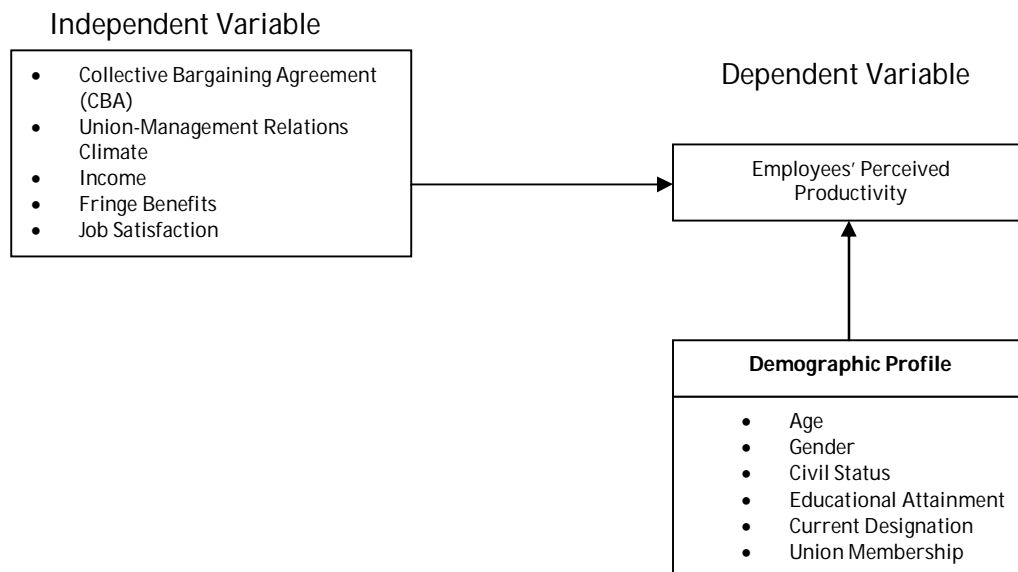 Independent Variable
• Collective Bargaining Agreement
(CBA)
• Union-Management Relations
Climate
• Income
• Fringe Benefits
• Job Satisfaction
Dependent Variable
Employees' Perceived
Productivity
Demographic Profile
• Age
• Gender
• Civil Status
• Educational Attainment
• Current Designation
• Union Membership